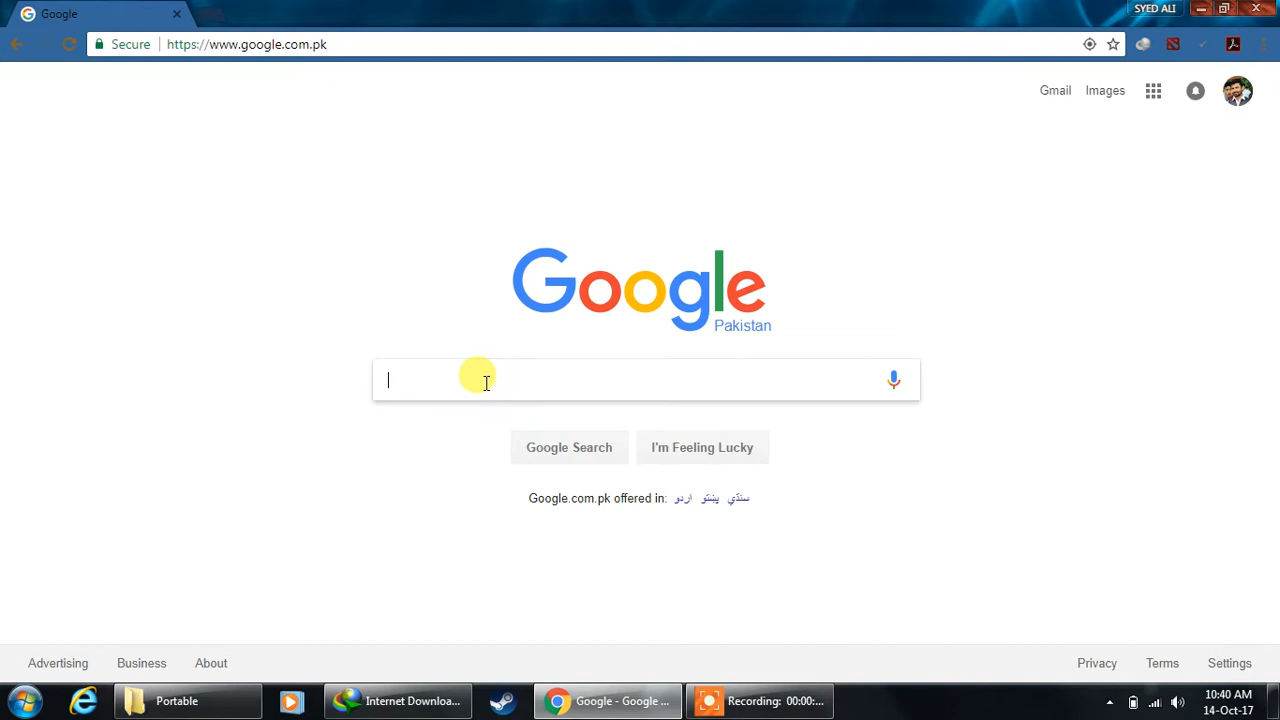 Google
SYED ALI
Secure
https://www.google.com.pk
Gmail
Images
Google
Pakistan
Google Search
I'm Feeling Lucky
Google.com.pk offered in: اردو پښتو سنڌي
Advertising
Business
About
Privacy
Terms
Settings
Portable
Internet Downloa...
Google - Google ...
Recording: 00:00:...
10:40 AM
14-Oct-17